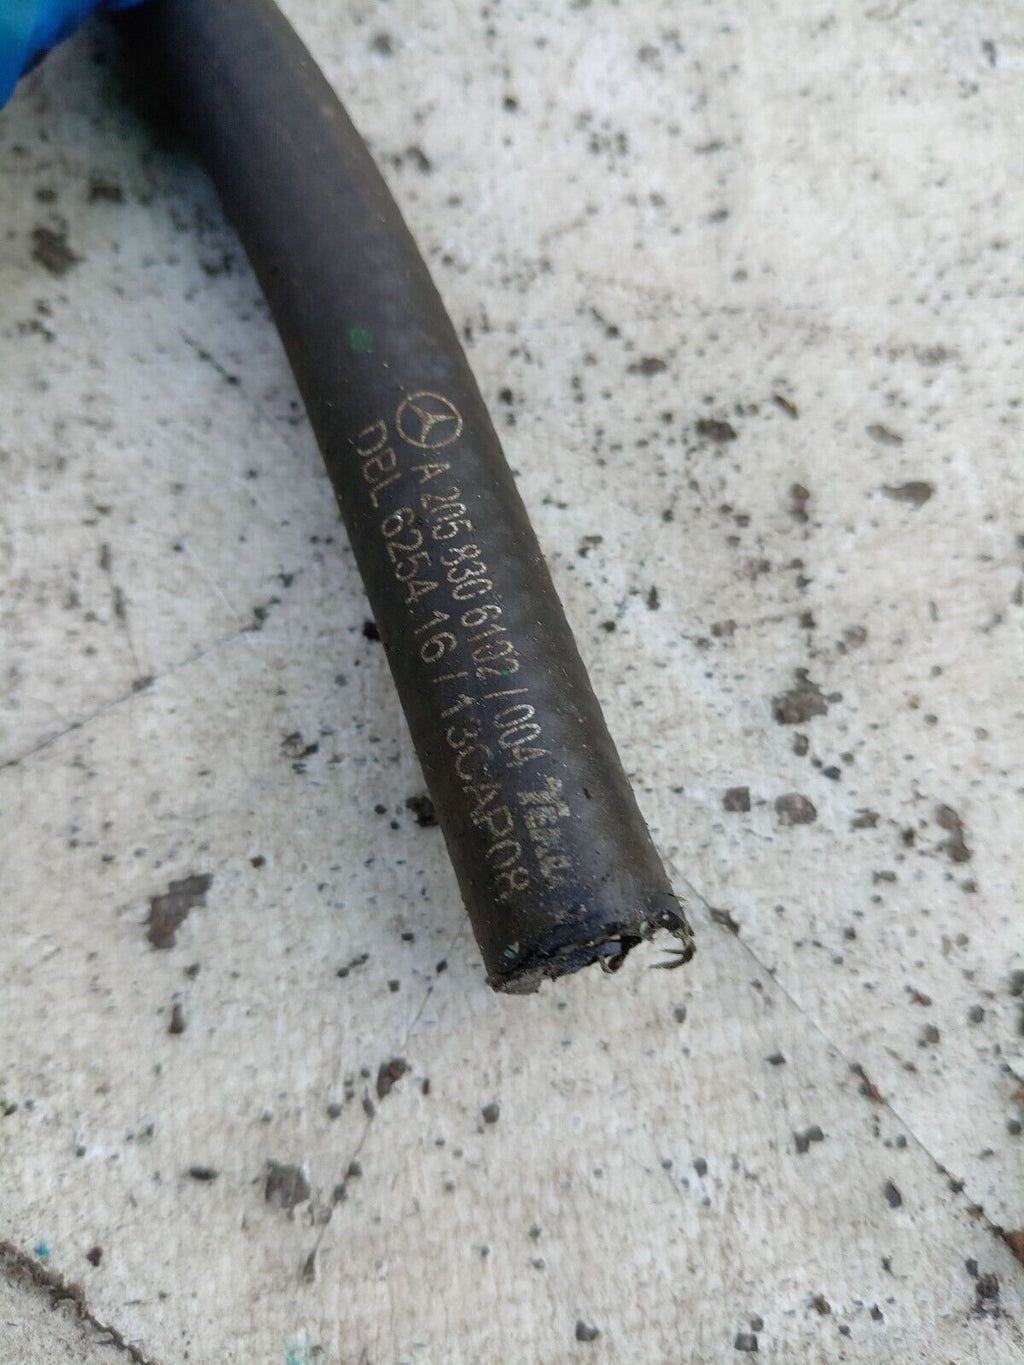 A 205 830 6102 / 004
DBL 6254.16 / 13CAP08